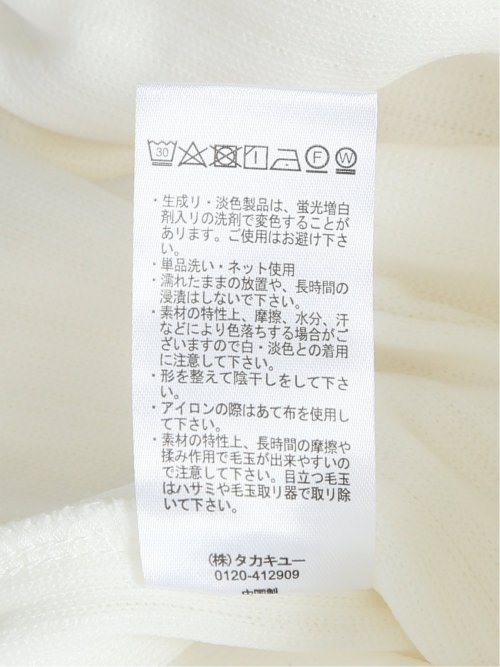 30 F W
・生成り・淡色製品は、蛍光増白
剤入りの洗剤で変色することが
あります。ご使用はお避け下さ
い。
・単品洗い・ネット使用
・濡れたままの放置や、長時間の
浸漬はしないで下さい。
・素材の特性上、摩擦、水分、汗
などにより色落ちする場合がご
ざいますので白・淡色との着用
に注意して下さい。
・形を整えて陰干しをして下さ
い。
・アイロンの際はあて布を使用し
て下さい。
・素材の特性上、長時間の摩擦や
揉み作用で毛玉が出来やすいの
で注意して下さい。目立つ毛玉
はハサミや毛玉取り器で取り除
いて下さい。
(株)タカキュー
0120-412909
中国製